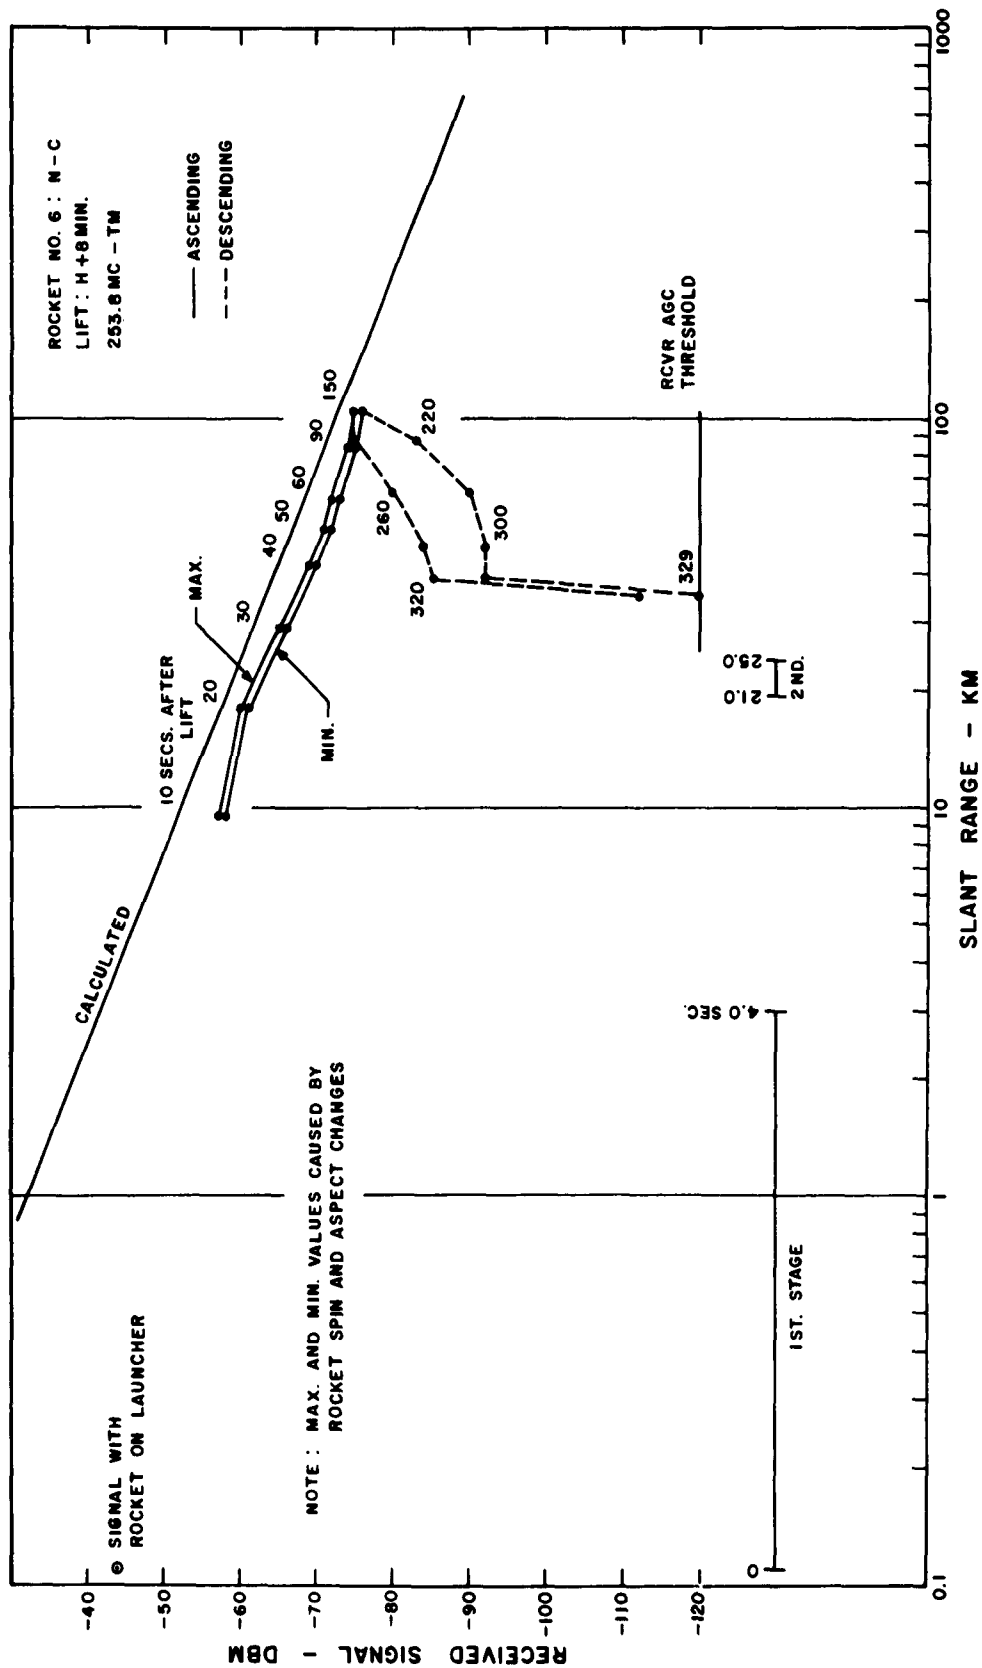 ROCKET NO. 6 : N - C
LIFT : H + 8 MIN.
253.8 MC - TM
—— ASCENDING
--- DESCENDING
CALCULATED
10 SECS. AFTER
LIFT
20
30
40
50
60
90
150
MAX.
MIN.
220
260
300
320
329
RCVR AGC
THRESHOLD
⊙ SIGNAL WITH
ROCKET ON LAUNCHER
NOTE : MAX. AND MIN. VALUES CAUSED BY
ROCKET SPIN AND ASPECT CHANGES
0
4.0 SEC.
1ST. STAGE
21.0
25.0
2 ND.
-40
-50
-60
-70
-80
-90
-100
-110
-120
RECEIVED SIGNAL - DBM
0.1
1
10
100
1000
SLANT RANGE - KM